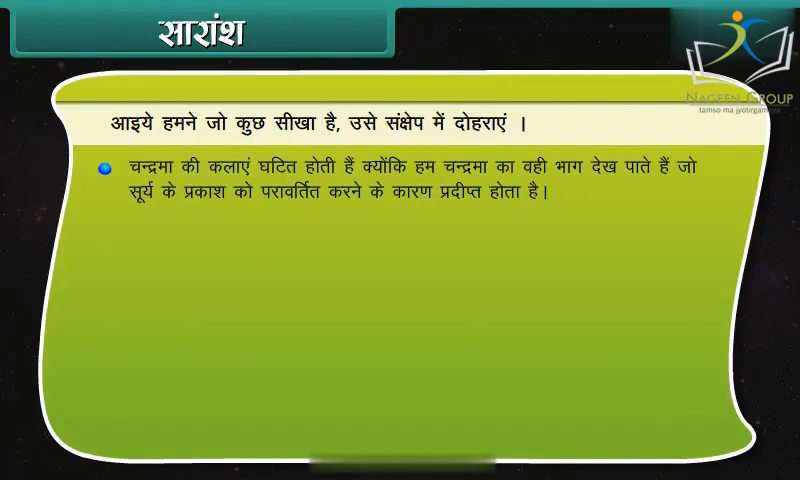 सारांश
NAGEEN GROUP
tamso ma jyotirgamaya
आइये हमने जो कुछ सीखा है, उसे संक्षेप में दोहराएं ।
चन्द्रमा की कलाएं घटित होती हैं क्योंकि हम चन्द्रमा का वही भाग देख पाते हैं जो
सूर्य के प्रकाश को परावर्तित करने के कारण प्रदीप्त होता है।